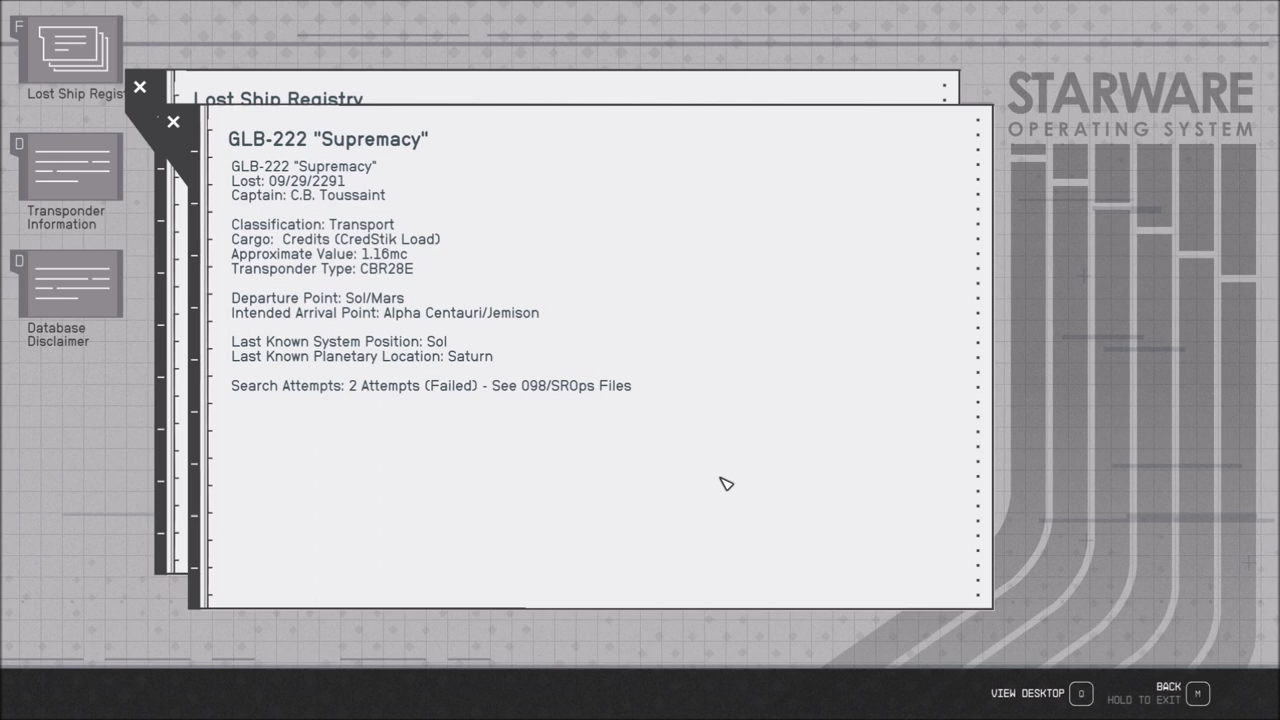 F
Lost Ship Regist
Lost Ship Registry
STARWARE
OPERATING SYSTEM
D
Transponder
Information
D
Database
Disclaimer
GLB-222 "Supremacy"
GLB-222 "Supremacy"
Lost: 09/29/2291
Captain: C.B. Toussaint
Classification: Transport
Cargo:  Credits (CredStik Load)
Approximate Value: 1.16mc
Transponder Type: CBR28E
Departure Point: Sol/Mars
Intended Arrival Point: Alpha Centauri/Jemison
Last Known System Position: Sol
Last Known Planetary Location: Saturn
Search Attempts: 2 Attempts (Failed) - See 098/SROps Files
VIEW DESKTOP Q
BACK
HOLD TO EXIT M